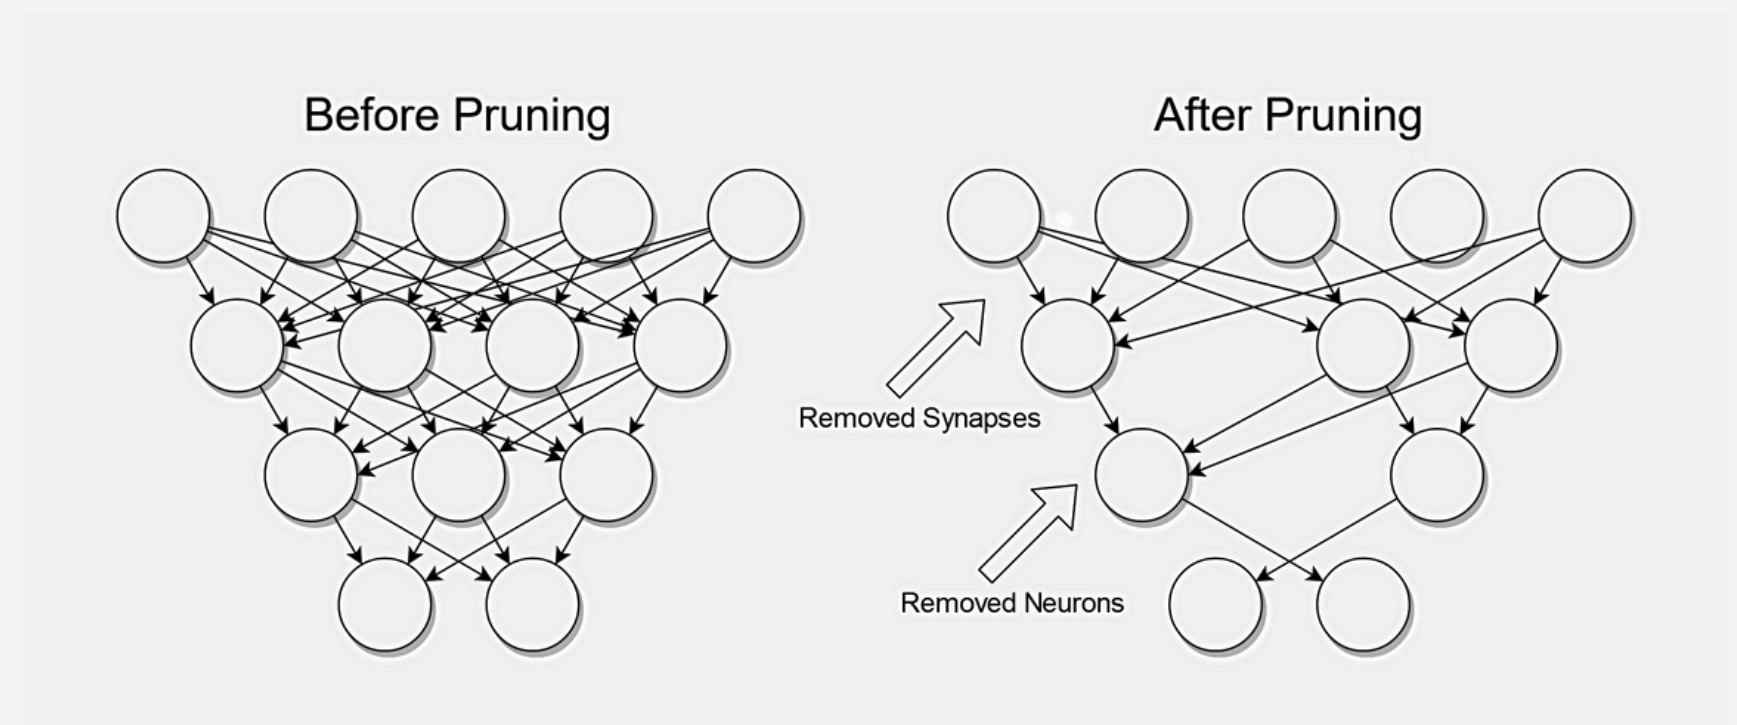 Before Pruning
After Pruning
Removed Synapses
Removed Neurons